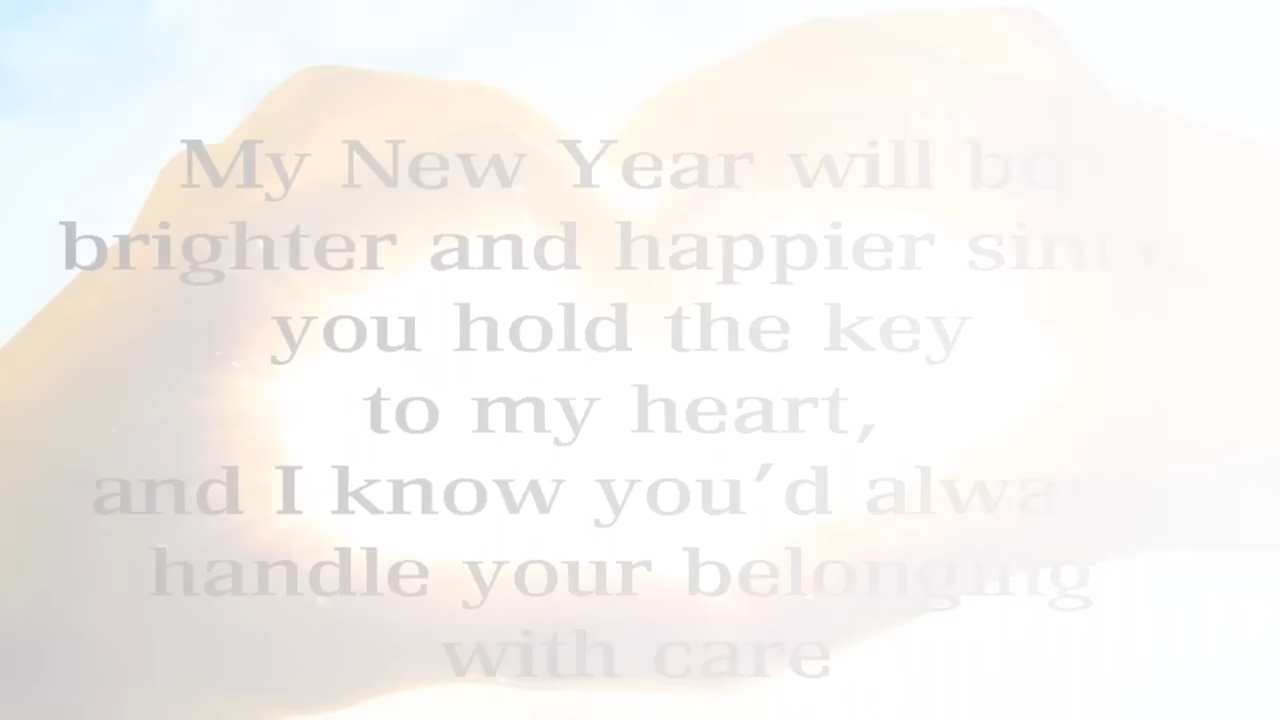 My New Year will be
brighter and happier since
you hold the key
to my heart,
and I know you’d always
handle your belonging
with care